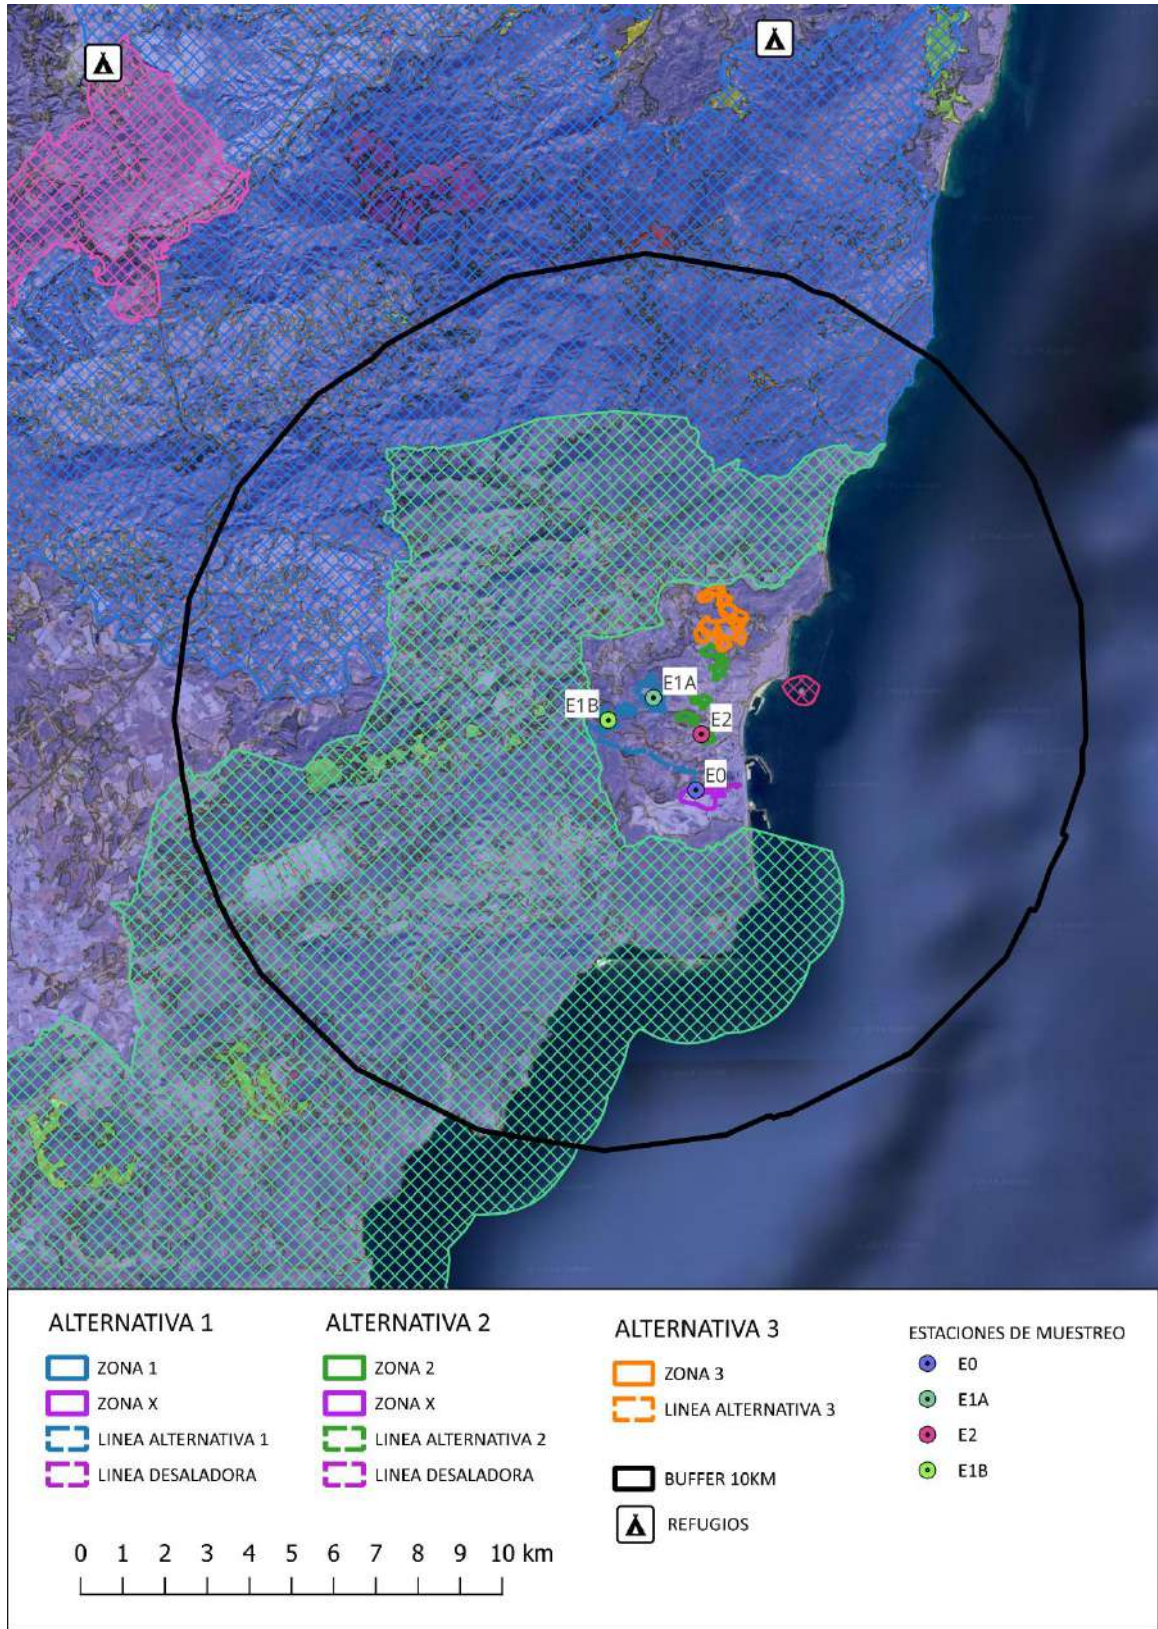 E1A
E1B
E2
E0
ALTERNATIVA 1
ZONA 1
ZONA X
LINEA ALTERNATIVA 1
LINEA DESALADORA
ALTERNATIVA 2
ZONA 2
ZONA X
LINEA ALTERNATIVA 2
LINEA DESALADORA
ALTERNATIVA 3
ZONA 3
LINEA ALTERNATIVA 3
BUFFER 10KM
REFUGIOS
ESTACIONES DE MUESTREO
E0
E1A
E2
E1B
0 1 2 3 4 5 6 7 8 9 10 km